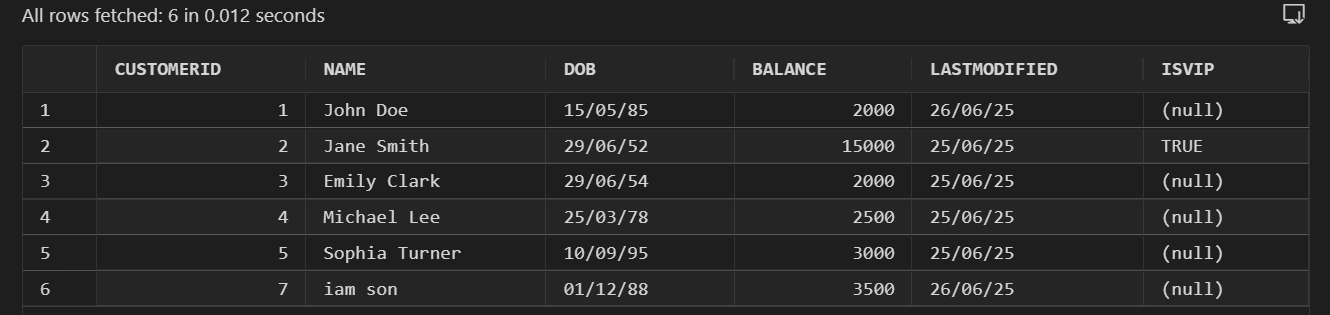 All rows fetched: 6 in 0.012 seconds
CUSTOMERID NAME DOB BALANCE LASTMODIFIED ISVIP
1 1 John Doe 15/05/85 2000 26/06/25 (null)
2 2 Jane Smith 29/06/52 15000 25/06/25 TRUE
3 3 Emily Clark 29/06/54 2000 25/06/25 (null)
4 4 Michael Lee 25/03/78 2500 25/06/25 (null)
5 5 Sophia Turner 10/09/95 3000 25/06/25 (null)
6 7 iam son 01/12/88 3500 26/06/25 (null)